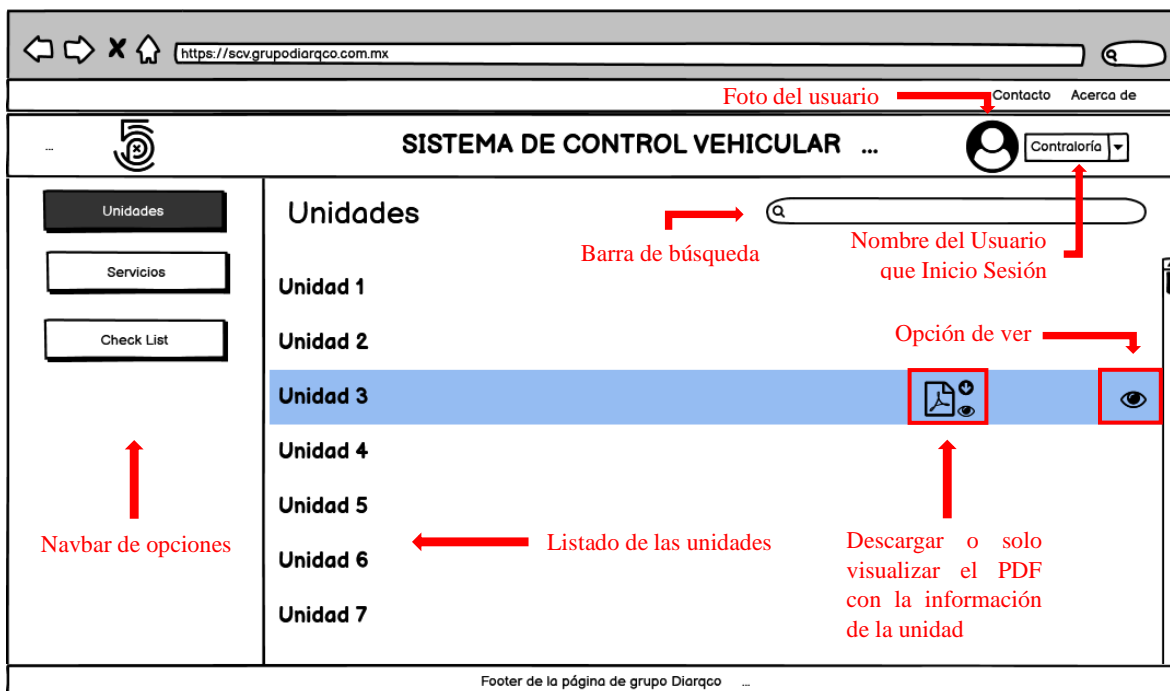 https://scv.grupodiarqco.com.mx
Foto del usuario
Contacto Acerca de
...
SISTEMA DE CONTROL VEHICULAR ...
Contraloría
Unidades
Servicios
Check List
Navbar de opciones
Unidades
Barra de búsqueda
Nombre del Usuario
que Inicio Sesión
Unidad 1
Unidad 2
Opción de ver
Unidad 3
Unidad 4
Unidad 5
Listado de las unidades
Unidad 6
Unidad 7
Descargar o solo
visualizar el PDF
con la información
de la unidad
Footer de la página de grupo Diarqco ...